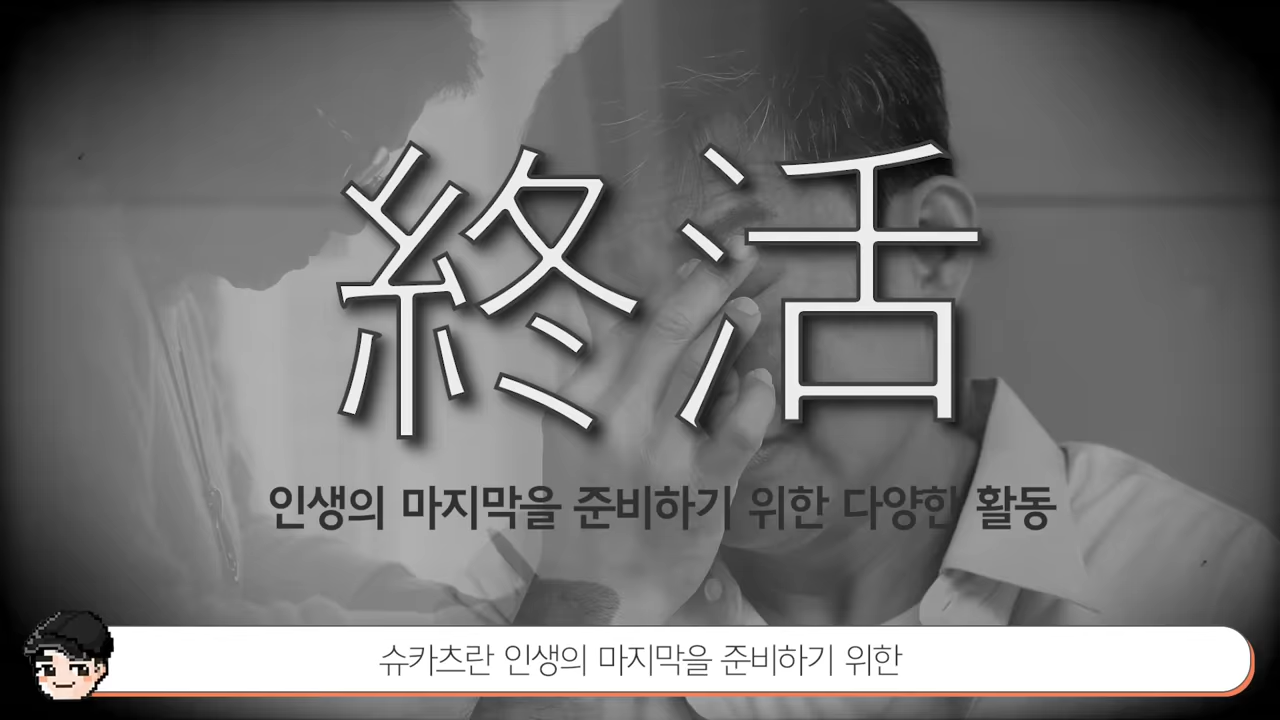 終活
인생의 마지막을 준비하기 위한 다양한 활동
슈카츠란 인생의 마지막을 준비하기 위한